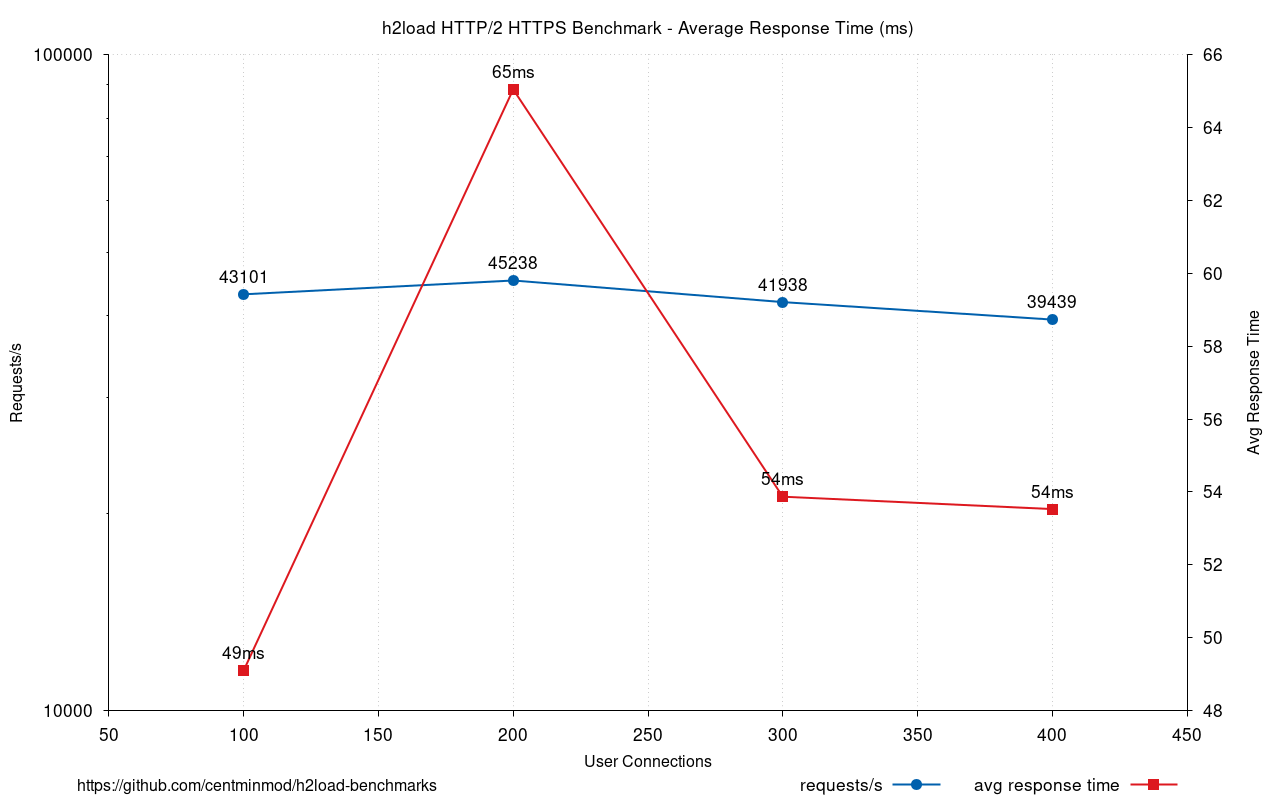 h2load HTTP/2 HTTPS Benchmark - Average Response Time (ms)
100000
10000
Requests/s
66
64
62
60
58
56
54
52
50
48
Avg Response Time
65ms
43101
45238
41938
39439
54ms
54ms
49ms
50 100 150 200 250 300 350 400 450
User Connections
https://github.com/centminmod/h2load-benchmarks
requests/s
avg response time